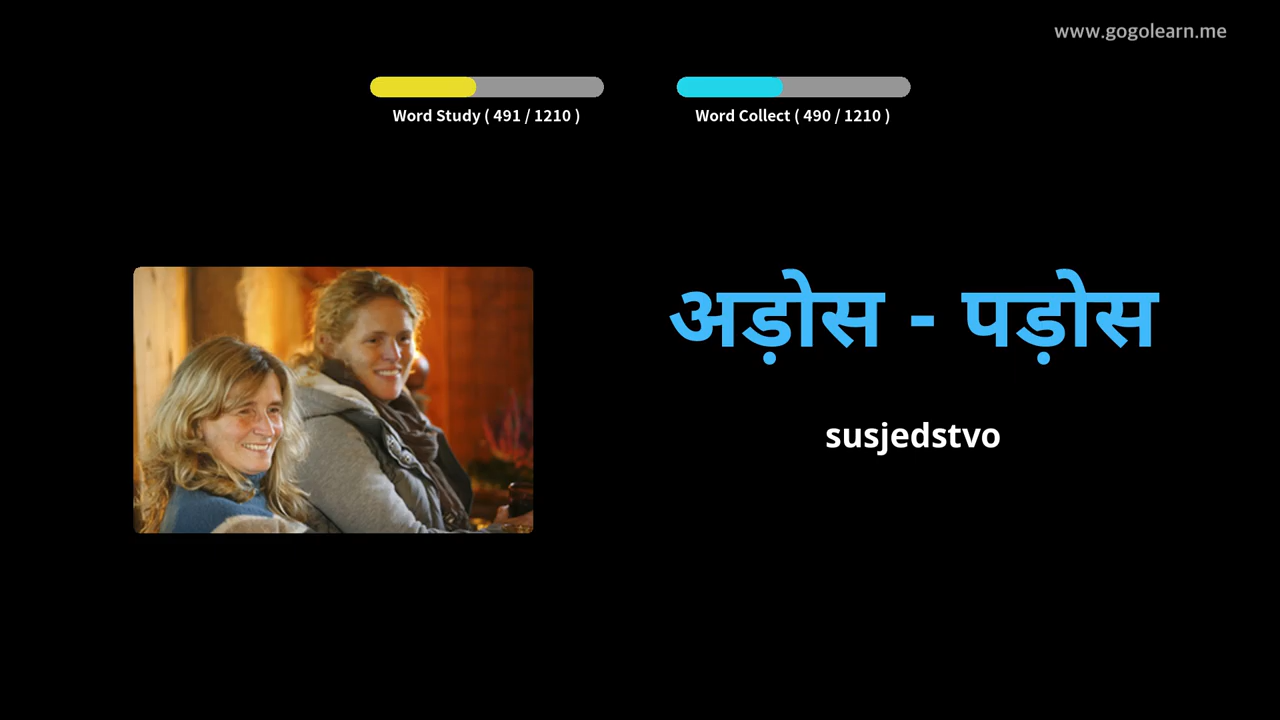 www.gogolearn.me
Word Study ( 491 / 1210 )
Word Collect ( 490 / 1210 )
अड़ोस - पड़ोस
susjedstvo